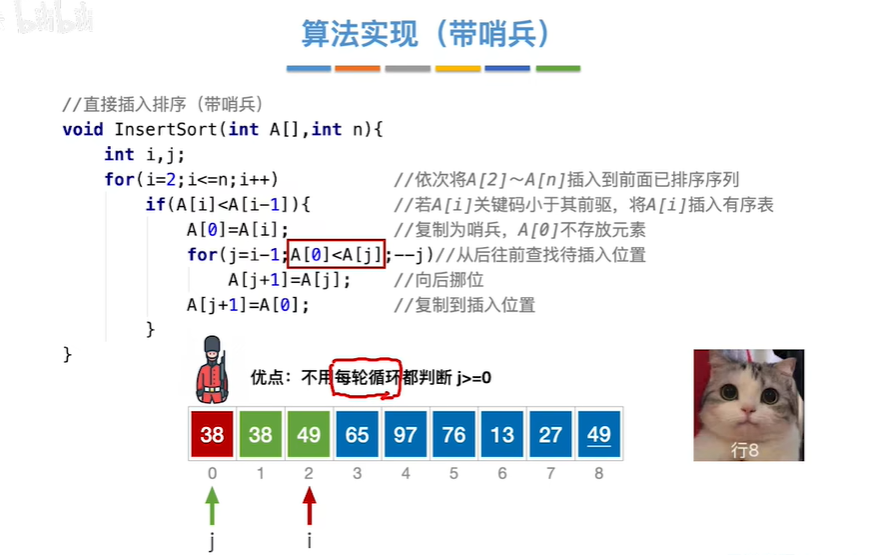 bilibili
算法实现（带哨兵）
//直接插入排序（带哨兵）
void InsertSort(int A[],int n){
int i,j;
for(i=2;i<=n;i++) //依次将A[2]～A[n]插入到前面已排序序列
if(A[i]<A[i-1]){ //若A[i]关键码小于其前驱，将A[i]插入有序表
A[0]=A[i]; //复制为哨兵，A[0]不存放元素
for(j=i-1;A[0]<A[j];--j)//从后往前查找待插入位置
A[j+1]=A[j]; //向后挪位
A[j+1]=A[0]; //复制到插入位置
}
}
优点：不用每轮循环都判断 j>=0
38 38 49 65 97 76 13 27 49
0 1 2 3 4 5 6 7 8
j i
行8